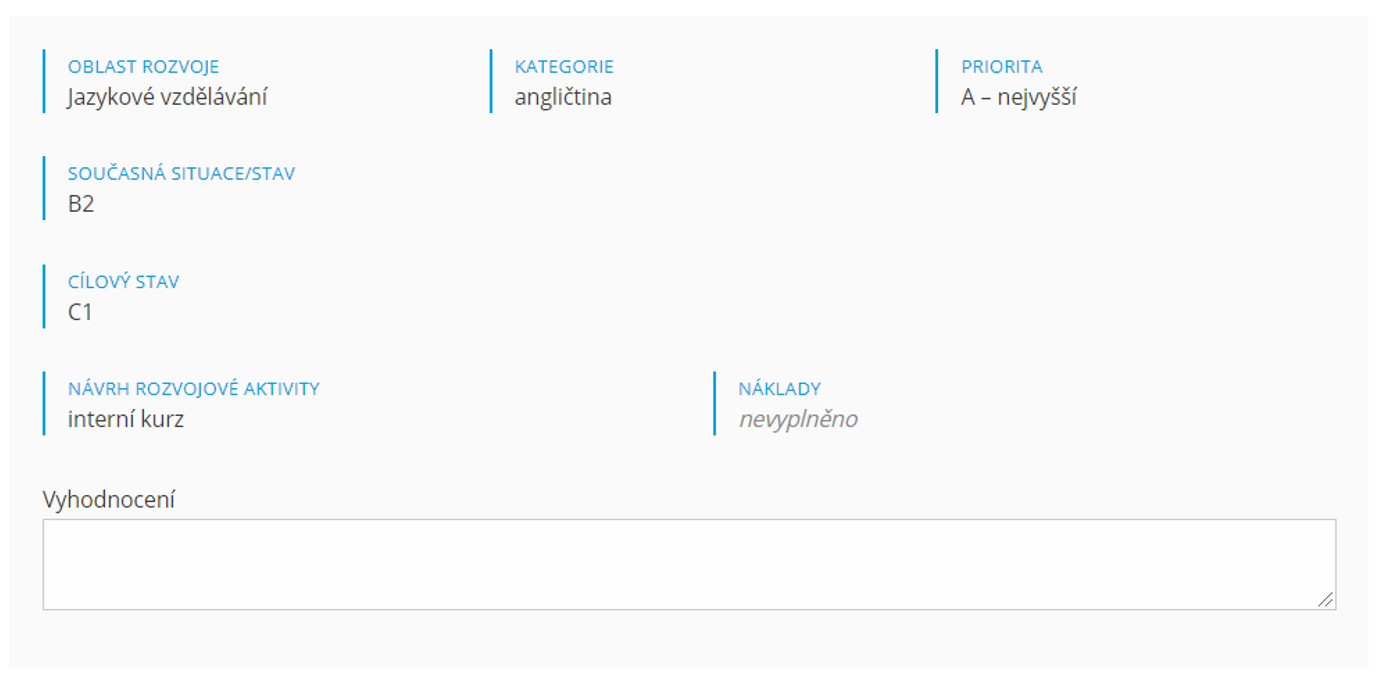 OBLAST ROZVOJE
Jazykové vzdělávání
KATEGORIE
angličtina
PRIORITA
A – nejvyšší
SOUČASNÁ SITUACE/STAV
B2
CÍLOVÝ STAV
C1
NÁVRH ROZVOJOVÉ AKTIVITY
interní kurz
NÁKLADY
nevyplněno
Vyhodnocení